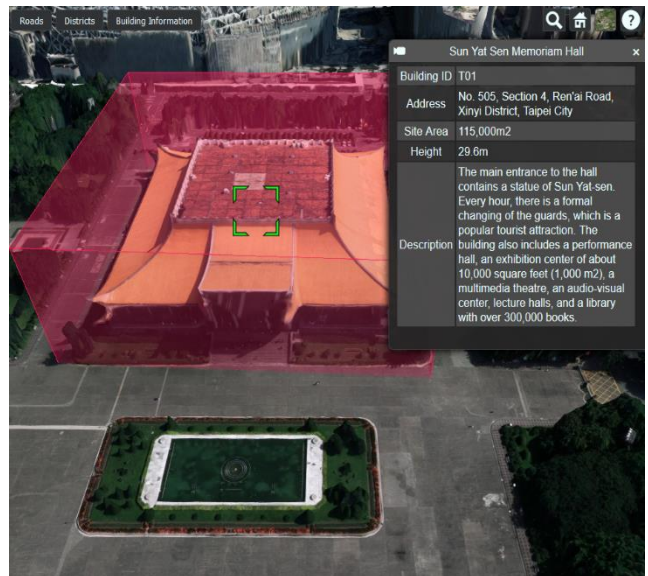 Roads Districts Building Information ?
Sun Yat Sen Memoriam Hall ×
Building ID T01
Address No. 505, Section 4, Ren'ai Road,
Xinyi District, Taipei City
Site Area 115,000m2
Height 29.6m
Description The main entrance to the hall
contains a statue of Sun Yat-sen.
Every hour, there is a formal
changing of the guards, which is a
popular tourist attraction. The
building also includes a performance
hall, an exhibition center of about
10,000 square feet (1,000 m2), a
multimedia theatre, an audio-visual
center, lecture halls, and a library
with over 300,000 books.